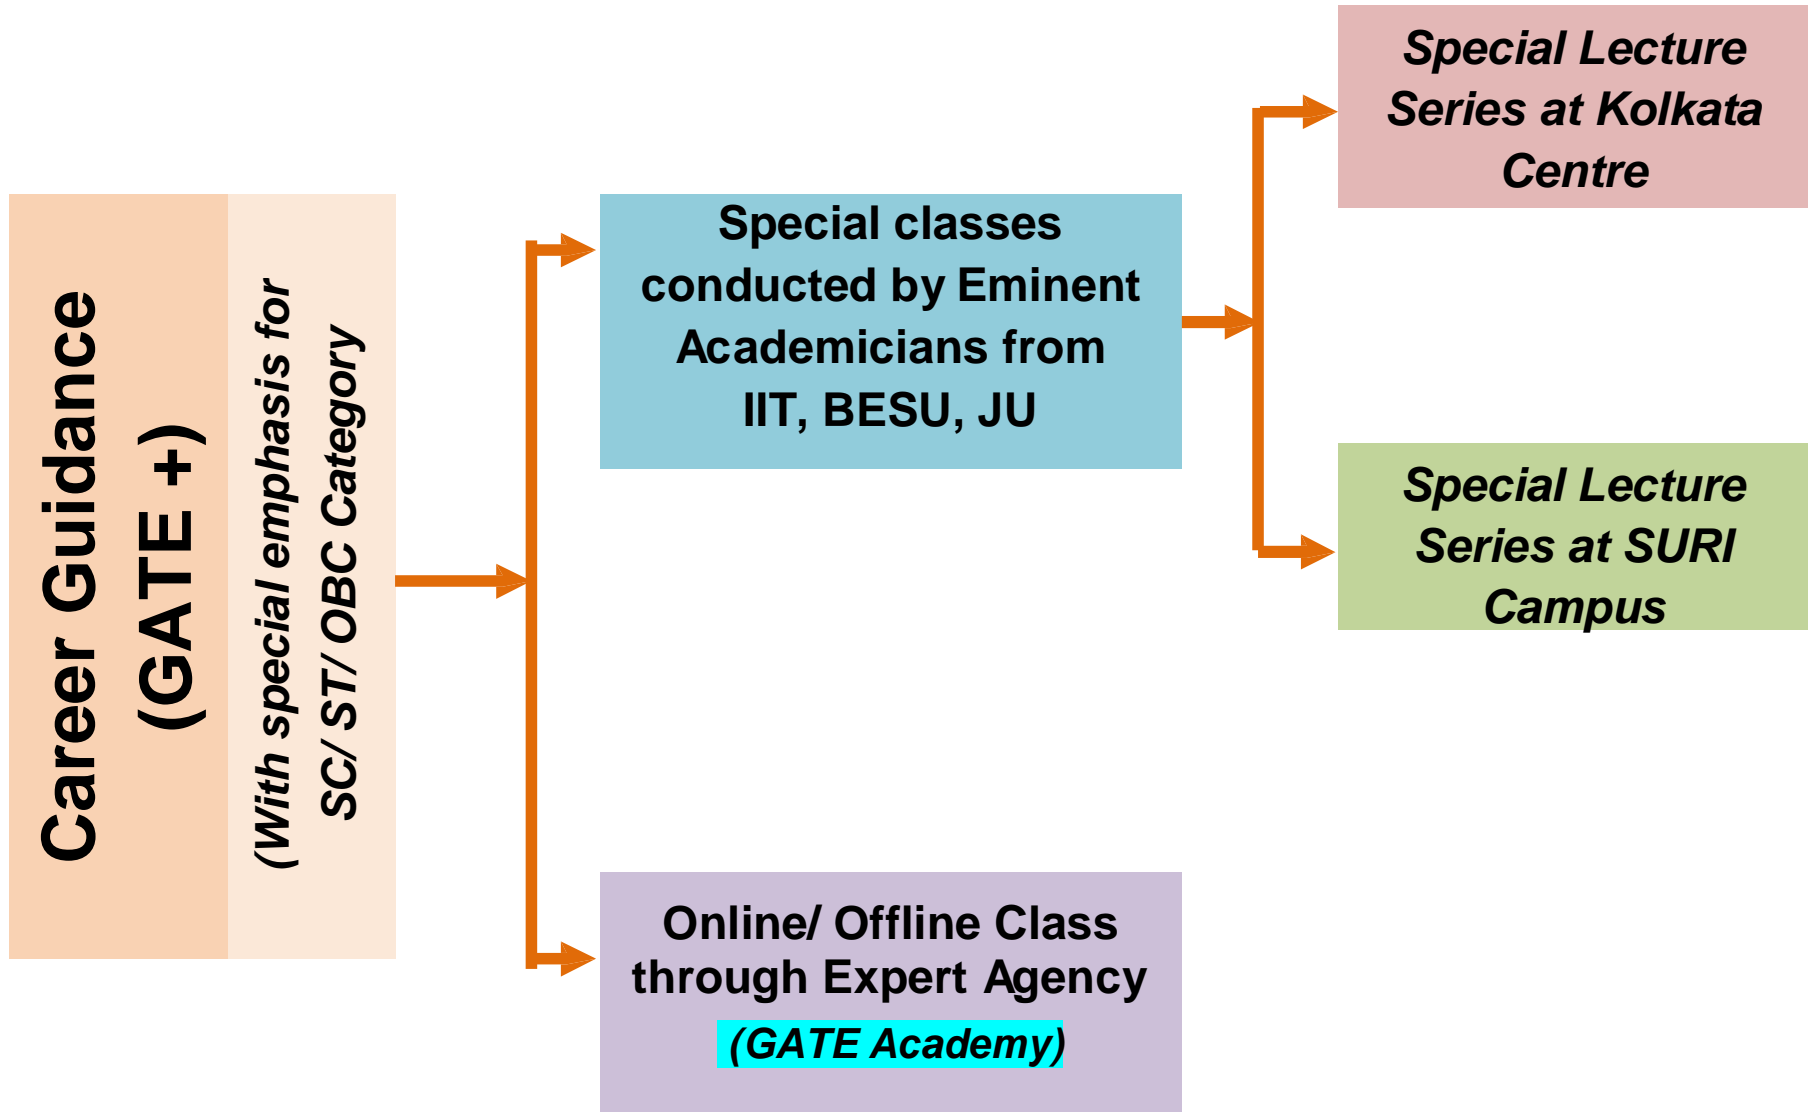 Career Guidance
(GATE +)
(With special emphasis for
SC/ ST/ OBC Category
Special classes
conducted by Eminent
Academicians from
IIT, BESU, JU
Online/ Offline Class
through Expert Agency
(GATE Academy)
Special Lecture
Series at Kolkata
Centre
Special Lecture
Series at SURI
Campus